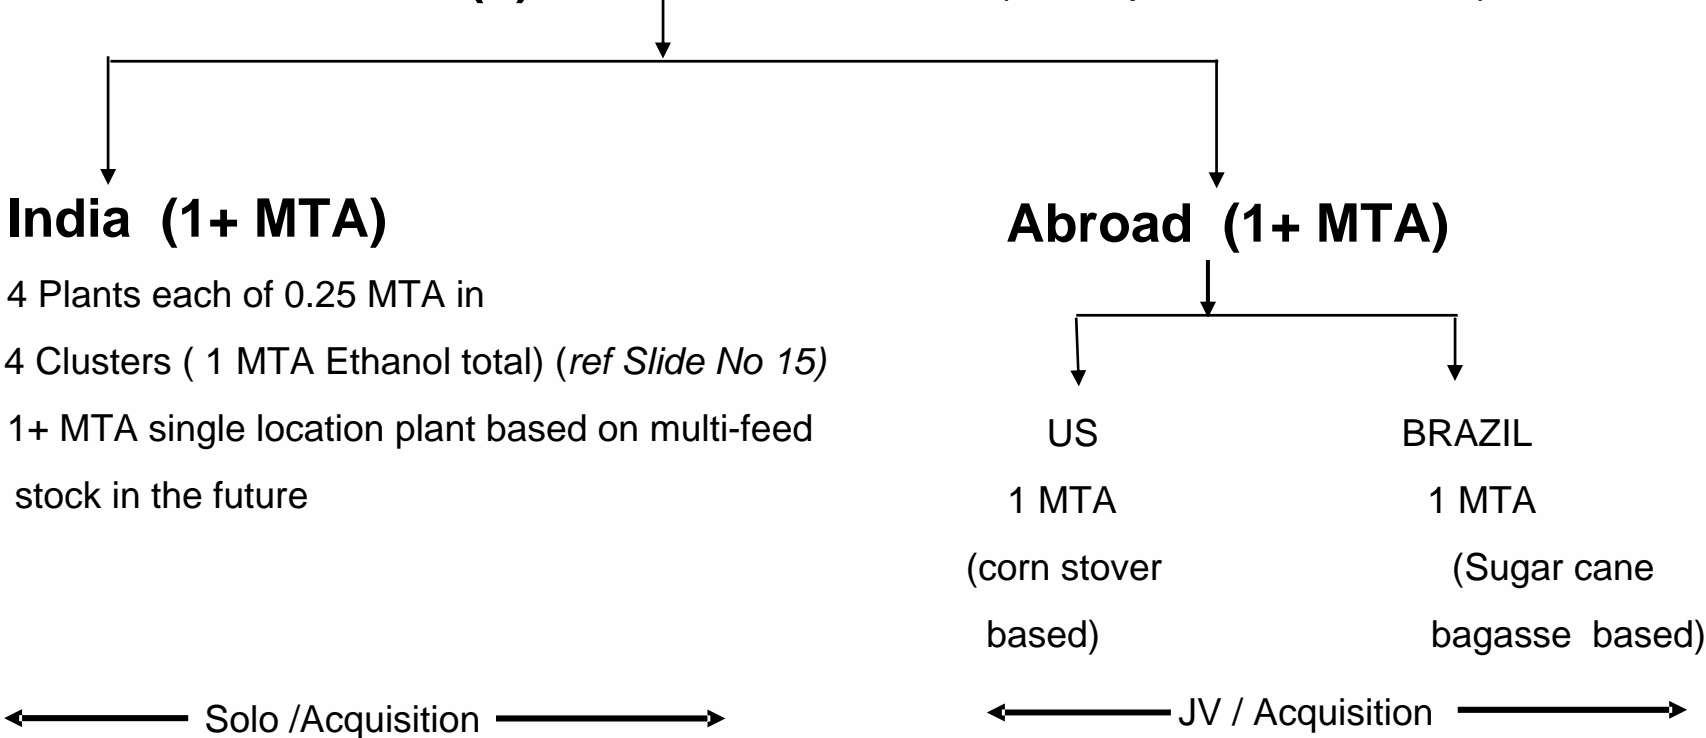 India (1+ MTA)
4 Plants each of 0.25 MTA in
4 Clusters ( 1 MTA Ethanol total) (ref Slide No 15)
1+ MTA single location plant based on multi-feed
stock in the future
Solo /Acquisition
Abroad (1+ MTA)
US
1 MTA
(corn stover
based)
BRAZIL
1 MTA
(Sugar cane
bagasse based)
JV / Acquisition